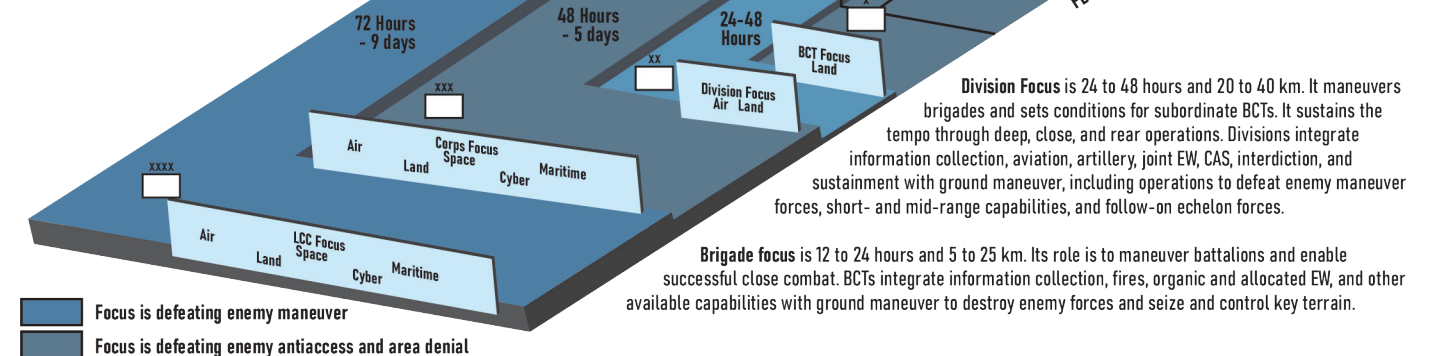 72 Hours
- 9 days
48 Hours
- 5 days
24-48
Hours
x
BCT Focus
Land
xx
Division Focus
Air Land
xxx
Corps Focus
Air Space Maritime
Land Cyber
xxxx
LCC Focus
Air Space Maritime
Land Cyber
Division Focus is 24 to 48 hours and 20 to 40 km. It maneuvers
brigades and sets conditions for subordinate BCTs. It sustains the
tempo through deep, close, and rear operations. Divisions integrate
information collection, aviation, artillery, joint EW, CAS, interdiction, and
sustainment with ground maneuver, including operations to defeat enemy maneuver
forces, short- and mid-range capabilities, and follow-on echelon forces.
Brigade focus is 12 to 24 hours and 5 to 25 km. Its role is to maneuver battalions and enable
successful close combat. BCTs integrate information collection, fires, organic and allocated EW, and other
available capabilities with ground maneuver to destroy enemy forces and seize and control key terrain.
Focus is defeating enemy maneuver
Focus is defeating enemy antiaccess and area denial